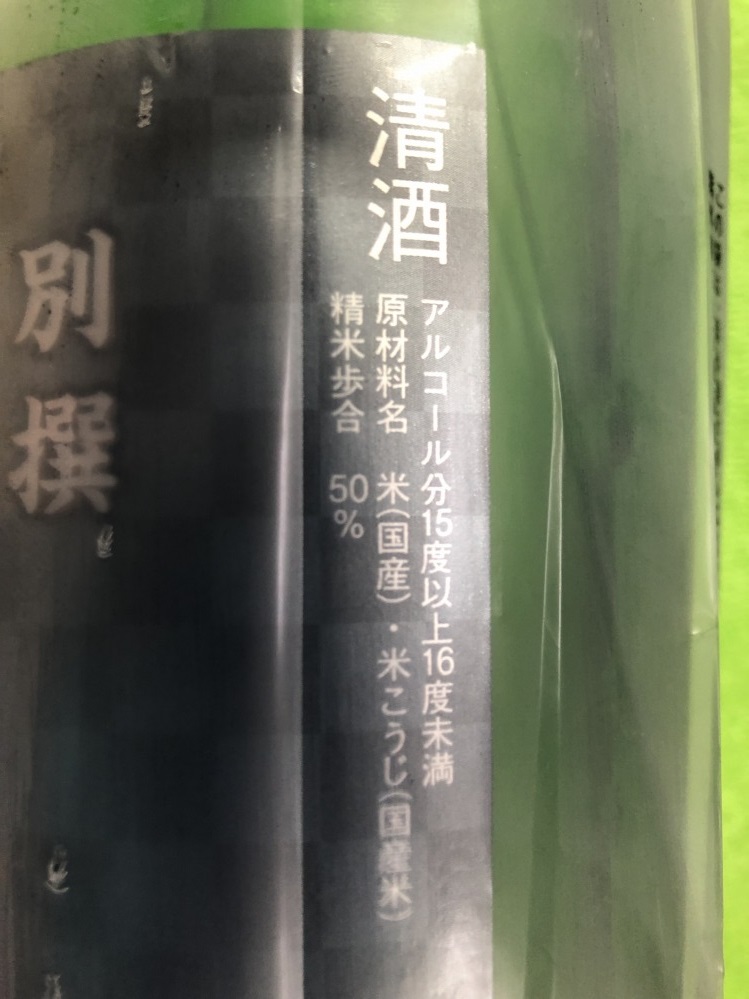 清酒
アルコール分15度以上16度未満
原材料名 米(国産)・米こうじ(国産米)
精米歩合 50%
別撰